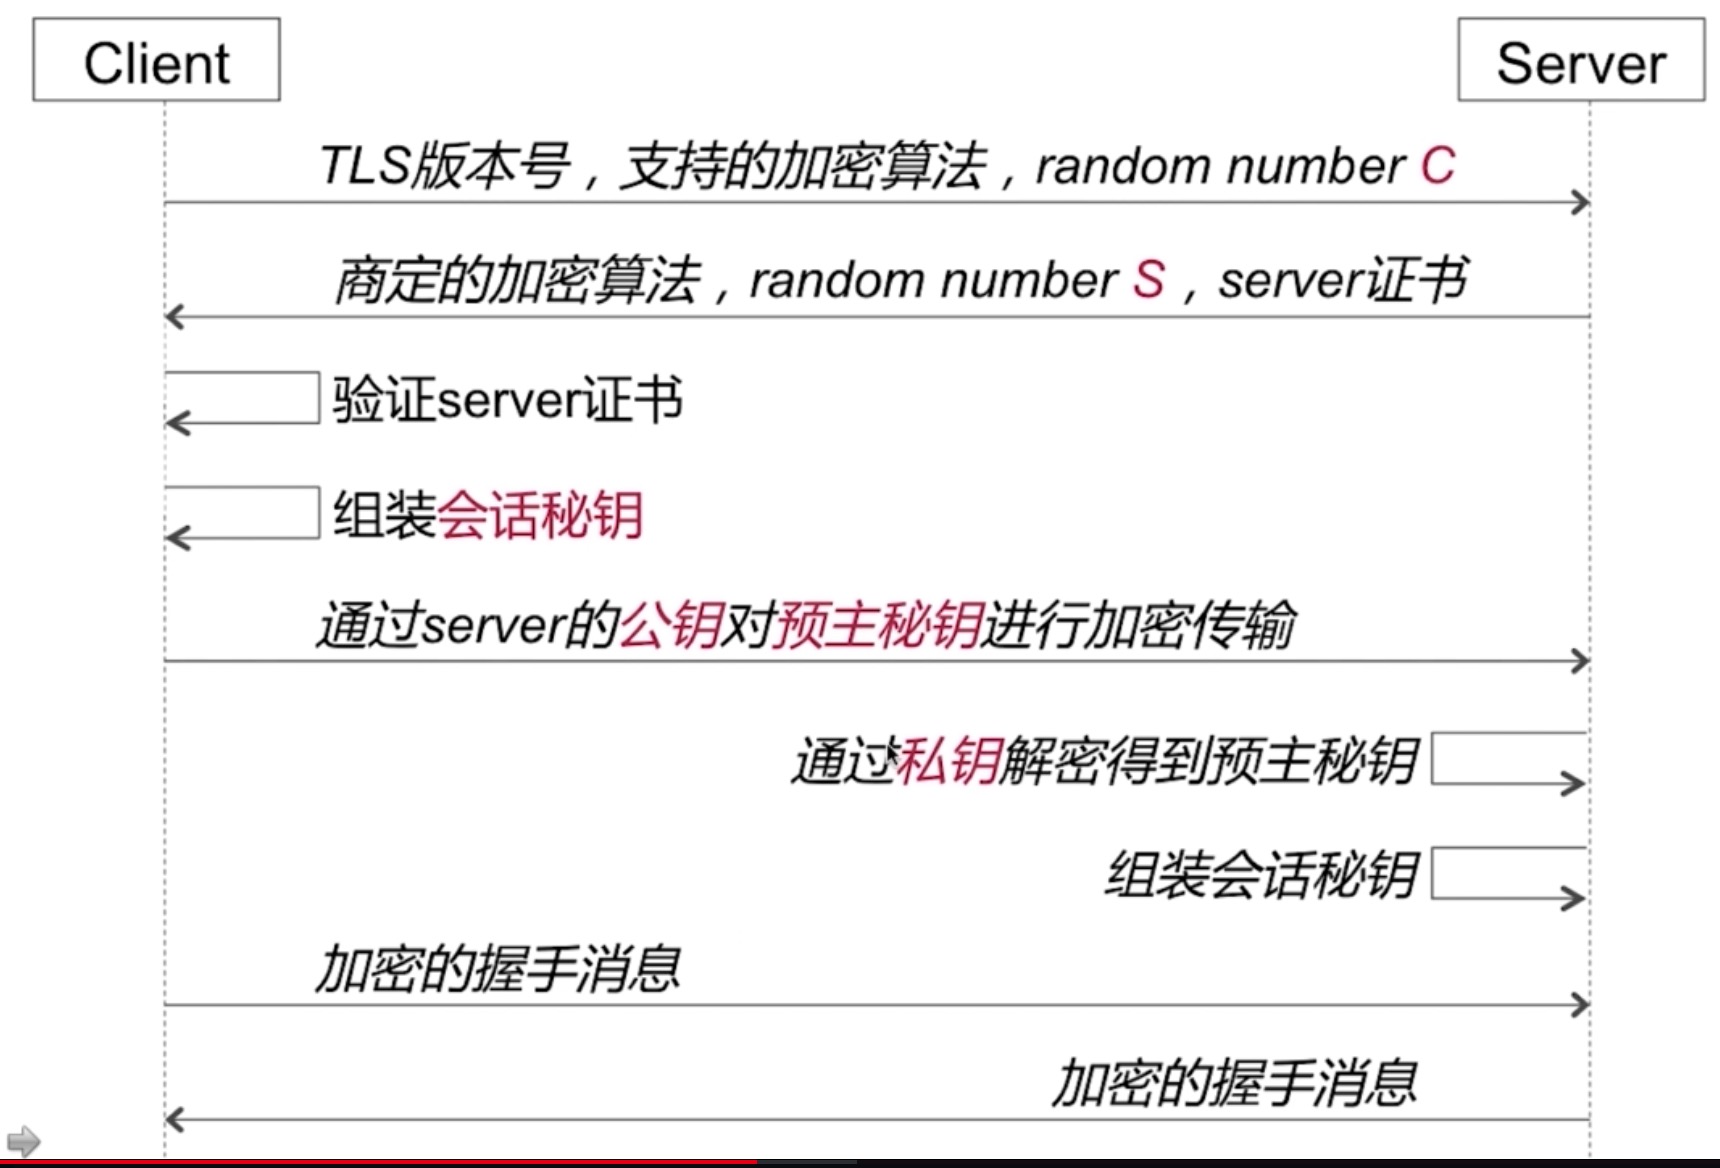 Client
Server
TLS版本号，支持的加密算法，random number C
商定的加密算法，random number S，server证书
验证server证书
组装会话秘钥
通过server的公钥对预主秘钥进行加密传输
通过私钥解密得到预主秘钥
组装会话秘钥
加密的握手消息
加密的握手消息